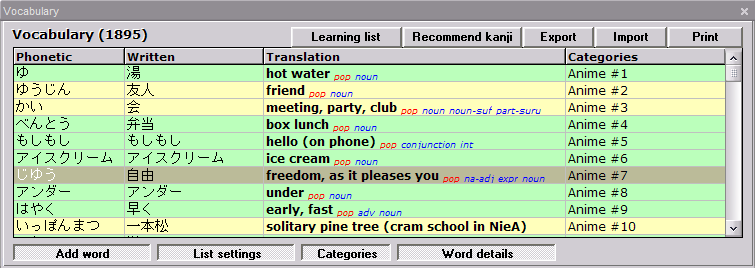 Vocabulary
Vocabulary (1895) Learning list Recommend kanji Export Import Print
Phonetic Written Translation Categories
ゆ 湯 hot water pop noun Anime #1
ゆうじん 友人 friend pop noun Anime #2
かい 会 meeting, party, club pop noun noun-suf part-suru Anime #3
べんとう 弁当 box lunch pop noun Anime #4
もしもし もしもし hello (on phone) pop conjunction int Anime #5
アイスクリーム アイスクリーム ice cream pop noun Anime #6
じゆう 自由 freedom, as it pleases you pop na-adj expr noun Anime #7
アンダー アンダー under pop noun Anime #8
はやく 早く early, fast pop adv noun Anime #9
いっぽんまつ 一本松 solitary pine tree (cram school in NieA) Anime #10
Add word List settings Categories Word details